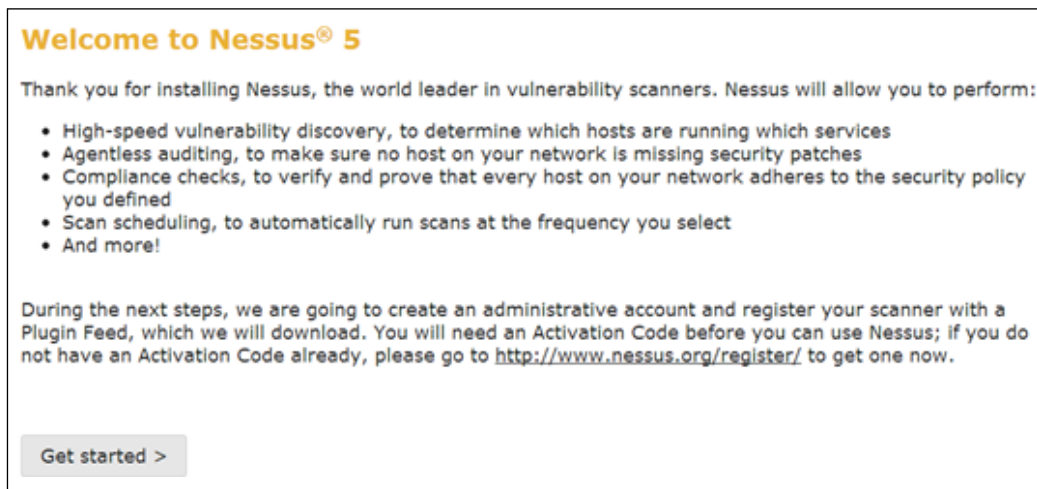 Welcome to Nessus® 5
Thank you for installing Nessus, the world leader in vulnerability scanners. Nessus will allow you to perform:
• High-speed vulnerability discovery, to determine which hosts are running which services
• Agentless auditing, to make sure no host on your network is missing security patches
• Compliance checks, to verify and prove that every host on your network adheres to the security policy
you defined
• Scan scheduling, to automatically run scans at the frequency you select
• And more!
During the next steps, we are going to create an administrative account and register your scanner with a
Plugin Feed, which we will download. You will need an Activation Code before you can use Nessus; if you do
not have an Activation Code already, please go to http://www.nessus.org/register/ to get one now.
Get started >